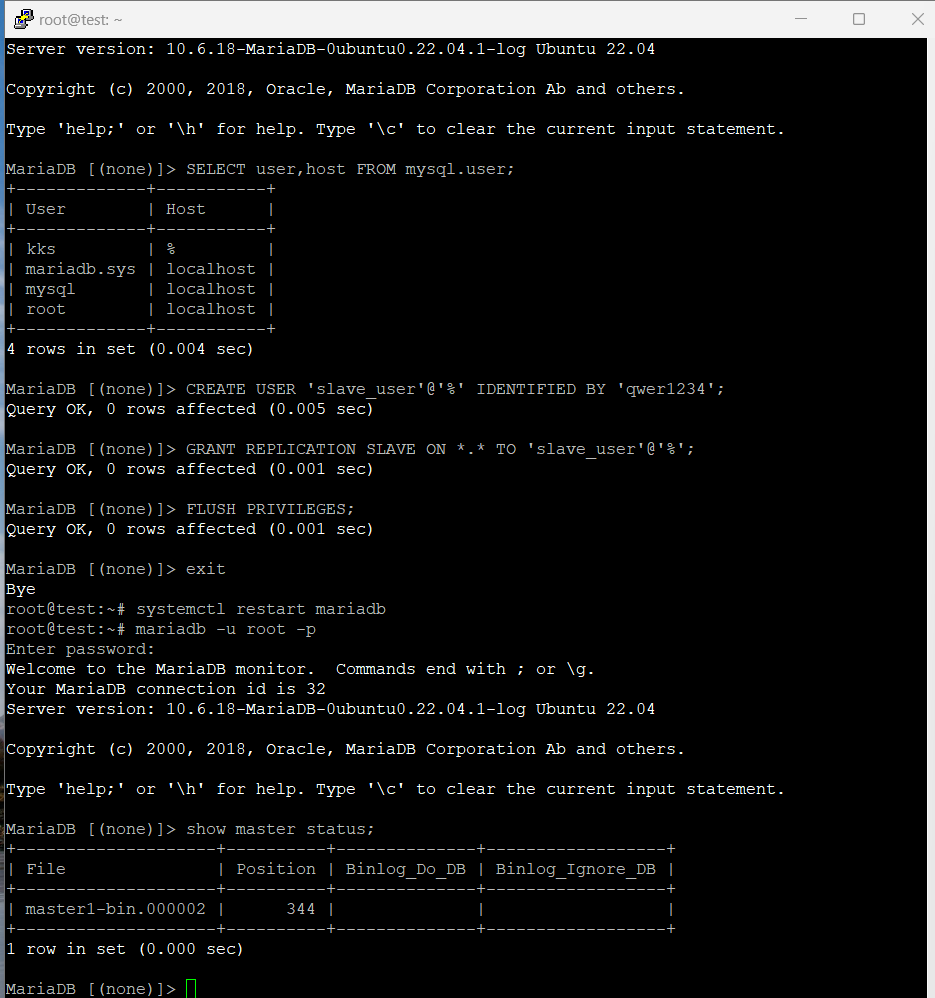 root@test: ~
Server version: 10.6.18-MariaDB-0ubuntu0.22.04.1-log Ubuntu 22.04
Copyright (c) 2000, 2018, Oracle, MariaDB Corporation Ab and others.
Type 'help;' or '\h' for help. Type '\c' to clear the current input statement.
MariaDB [(none)]> SELECT user,host FROM mysql.user;
+-------------+-----------+
| User        | Host      |
+-------------+-----------+
| kks         | %         |
| mariadb.sys | localhost |
| mysql       | localhost |
| root        | localhost |
+-------------+-----------+
4 rows in set (0.004 sec)
MariaDB [(none)]> CREATE USER 'slave_user'@'%' IDENTIFIED BY 'qwer1234';
Query OK, 0 rows affected (0.005 sec)
MariaDB [(none)]> GRANT REPLICATION SLAVE ON *.* TO 'slave_user'@'%';
Query OK, 0 rows affected (0.001 sec)
MariaDB [(none)]> FLUSH PRIVILEGES;
Query OK, 0 rows affected (0.001 sec)
MariaDB [(none)]> exit
Bye
root@test:~# systemctl restart mariadb
root@test:~# mariadb -u root -p
Enter password:
Welcome to the MariaDB monitor.  Commands end with ; or \g.
Your MariaDB connection id is 32
Server version: 10.6.18-MariaDB-0ubuntu0.22.04.1-log Ubuntu 22.04
Copyright (c) 2000, 2018, Oracle, MariaDB Corporation Ab and others.
Type 'help;' or '\h' for help. Type '\c' to clear the current input statement.
MariaDB [(none)]> show master status;
+--------------------+----------+--------------+------------------+
| File               | Position | Binlog_Do_DB | Binlog_Ignore_DB |
+--------------------+----------+--------------+------------------+
| master1-bin.000002 |      344 |              |                  |
+--------------------+----------+--------------+------------------+
1 row in set (0.000 sec)
MariaDB [(none)]>